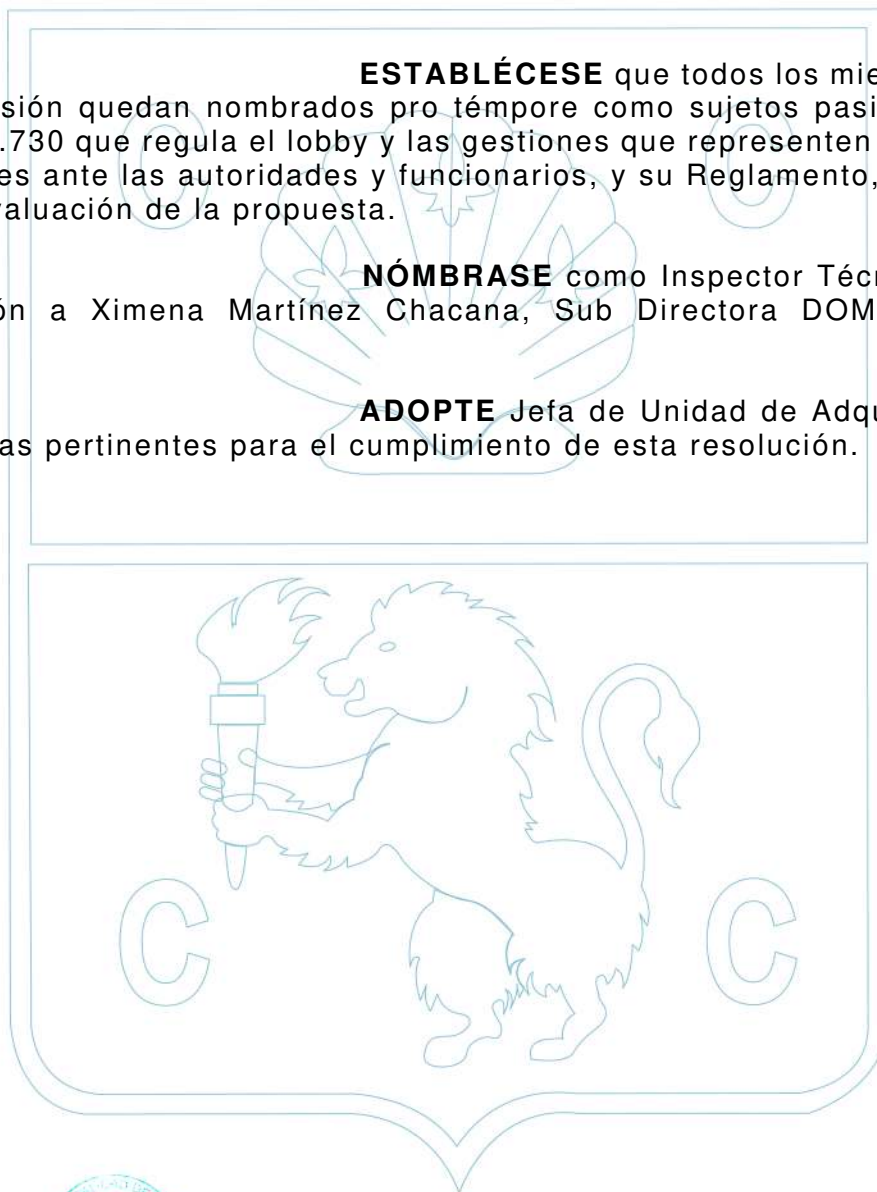 ESTABLÉCESE que todos los mie
sión quedan nombrados pro témpore como sujetos pasi
.730 que regula el lobby y las gestiones que representen
es ante las autoridades y funcionarios, y su Reglamento,
valuación de la propuesta.
NÓMBRASE como Inspector Técn
ón a Ximena Martínez Chacana, Sub Directora DOM
ADOPTE Jefa de Unidad de Adqu
as pertinentes para el cumplimiento de esta resolución.
C C
C C